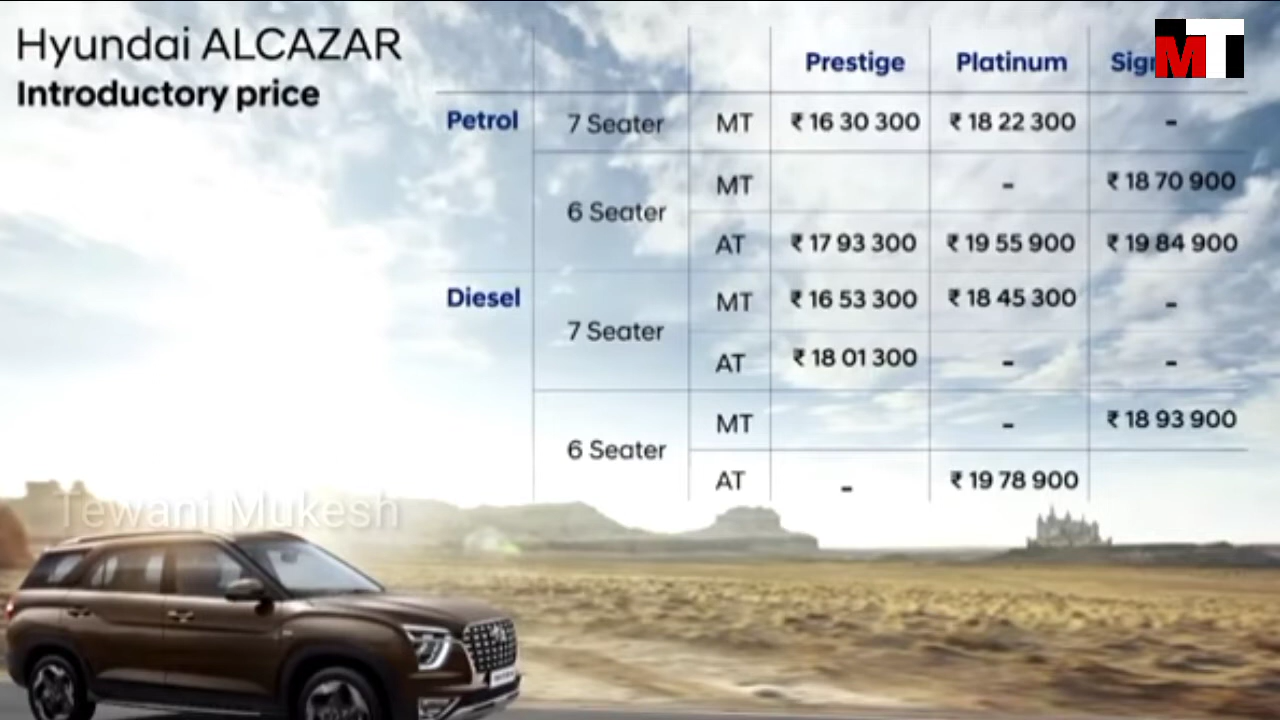 Hyundai ALCAZAR
Introductory price
Prestige Platinum
MT
Petrol 7 Seater MT ₹ 16 30 300 ₹ 18 22 300 -
6 Seater
MT - ₹ 18 70 900
AT ₹ 17 93 300 ₹ 19 55 900 ₹ 19 84 900
Diesel
7 Seater
MT ₹ 16 53 300 ₹ 18 45 300 -
AT ₹ 18 01 300 - -
6 Seater
MT - ₹ 18 93 900
AT - ₹ 19 78 900
Tewani Mukesh